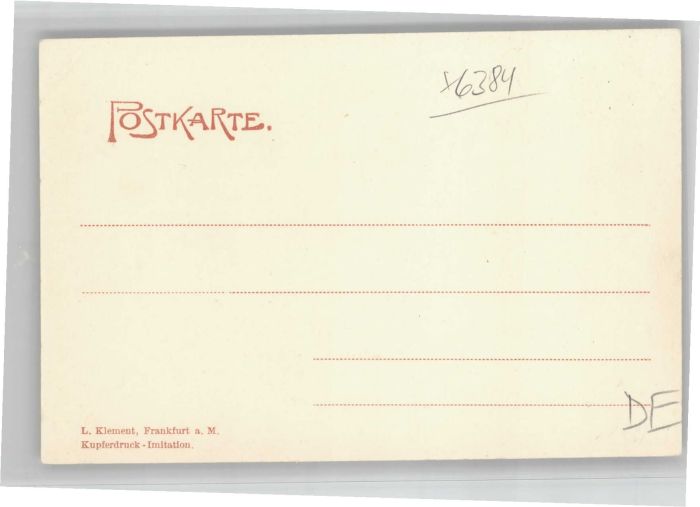 x6384
POSTKARTE.
DE
L. Klement, Frankfurt a. M.
Kupferdruck-Imitation.